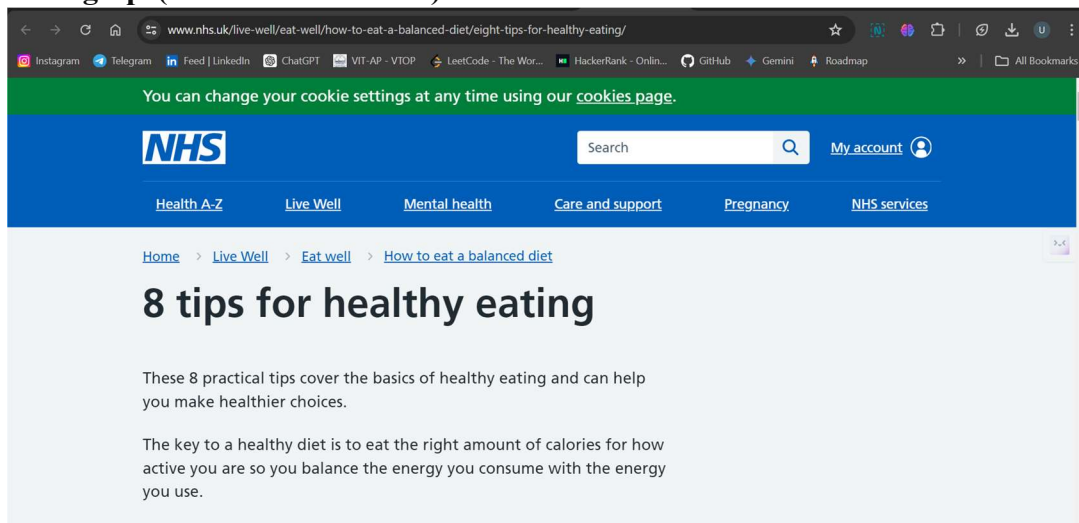 www.nhs.uk/live-well/eat-well/how-to-eat-a-balanced-diet/eight-tips-for-healthy-eating/
U
Instagram Telegram Feed | LinkedIn ChatGPT VIT-AP - VTOP LeetCode - The Wor... HackerRank - Onlin... GitHub Gemini Roadmap » All Bookmarks
You can change your cookie settings at any time using our cookies page.
NHS Search My account
Health A-Z Live Well Mental health Care and support Pregnancy NHS services
Home > Live Well > Eat well > How to eat a balanced diet
8 tips for healthy eating
These 8 practical tips cover the basics of healthy eating and can help
you make healthier choices.
The key to a healthy diet is to eat the right amount of calories for how
active you are so you balance the energy you consume with the energy
you use.